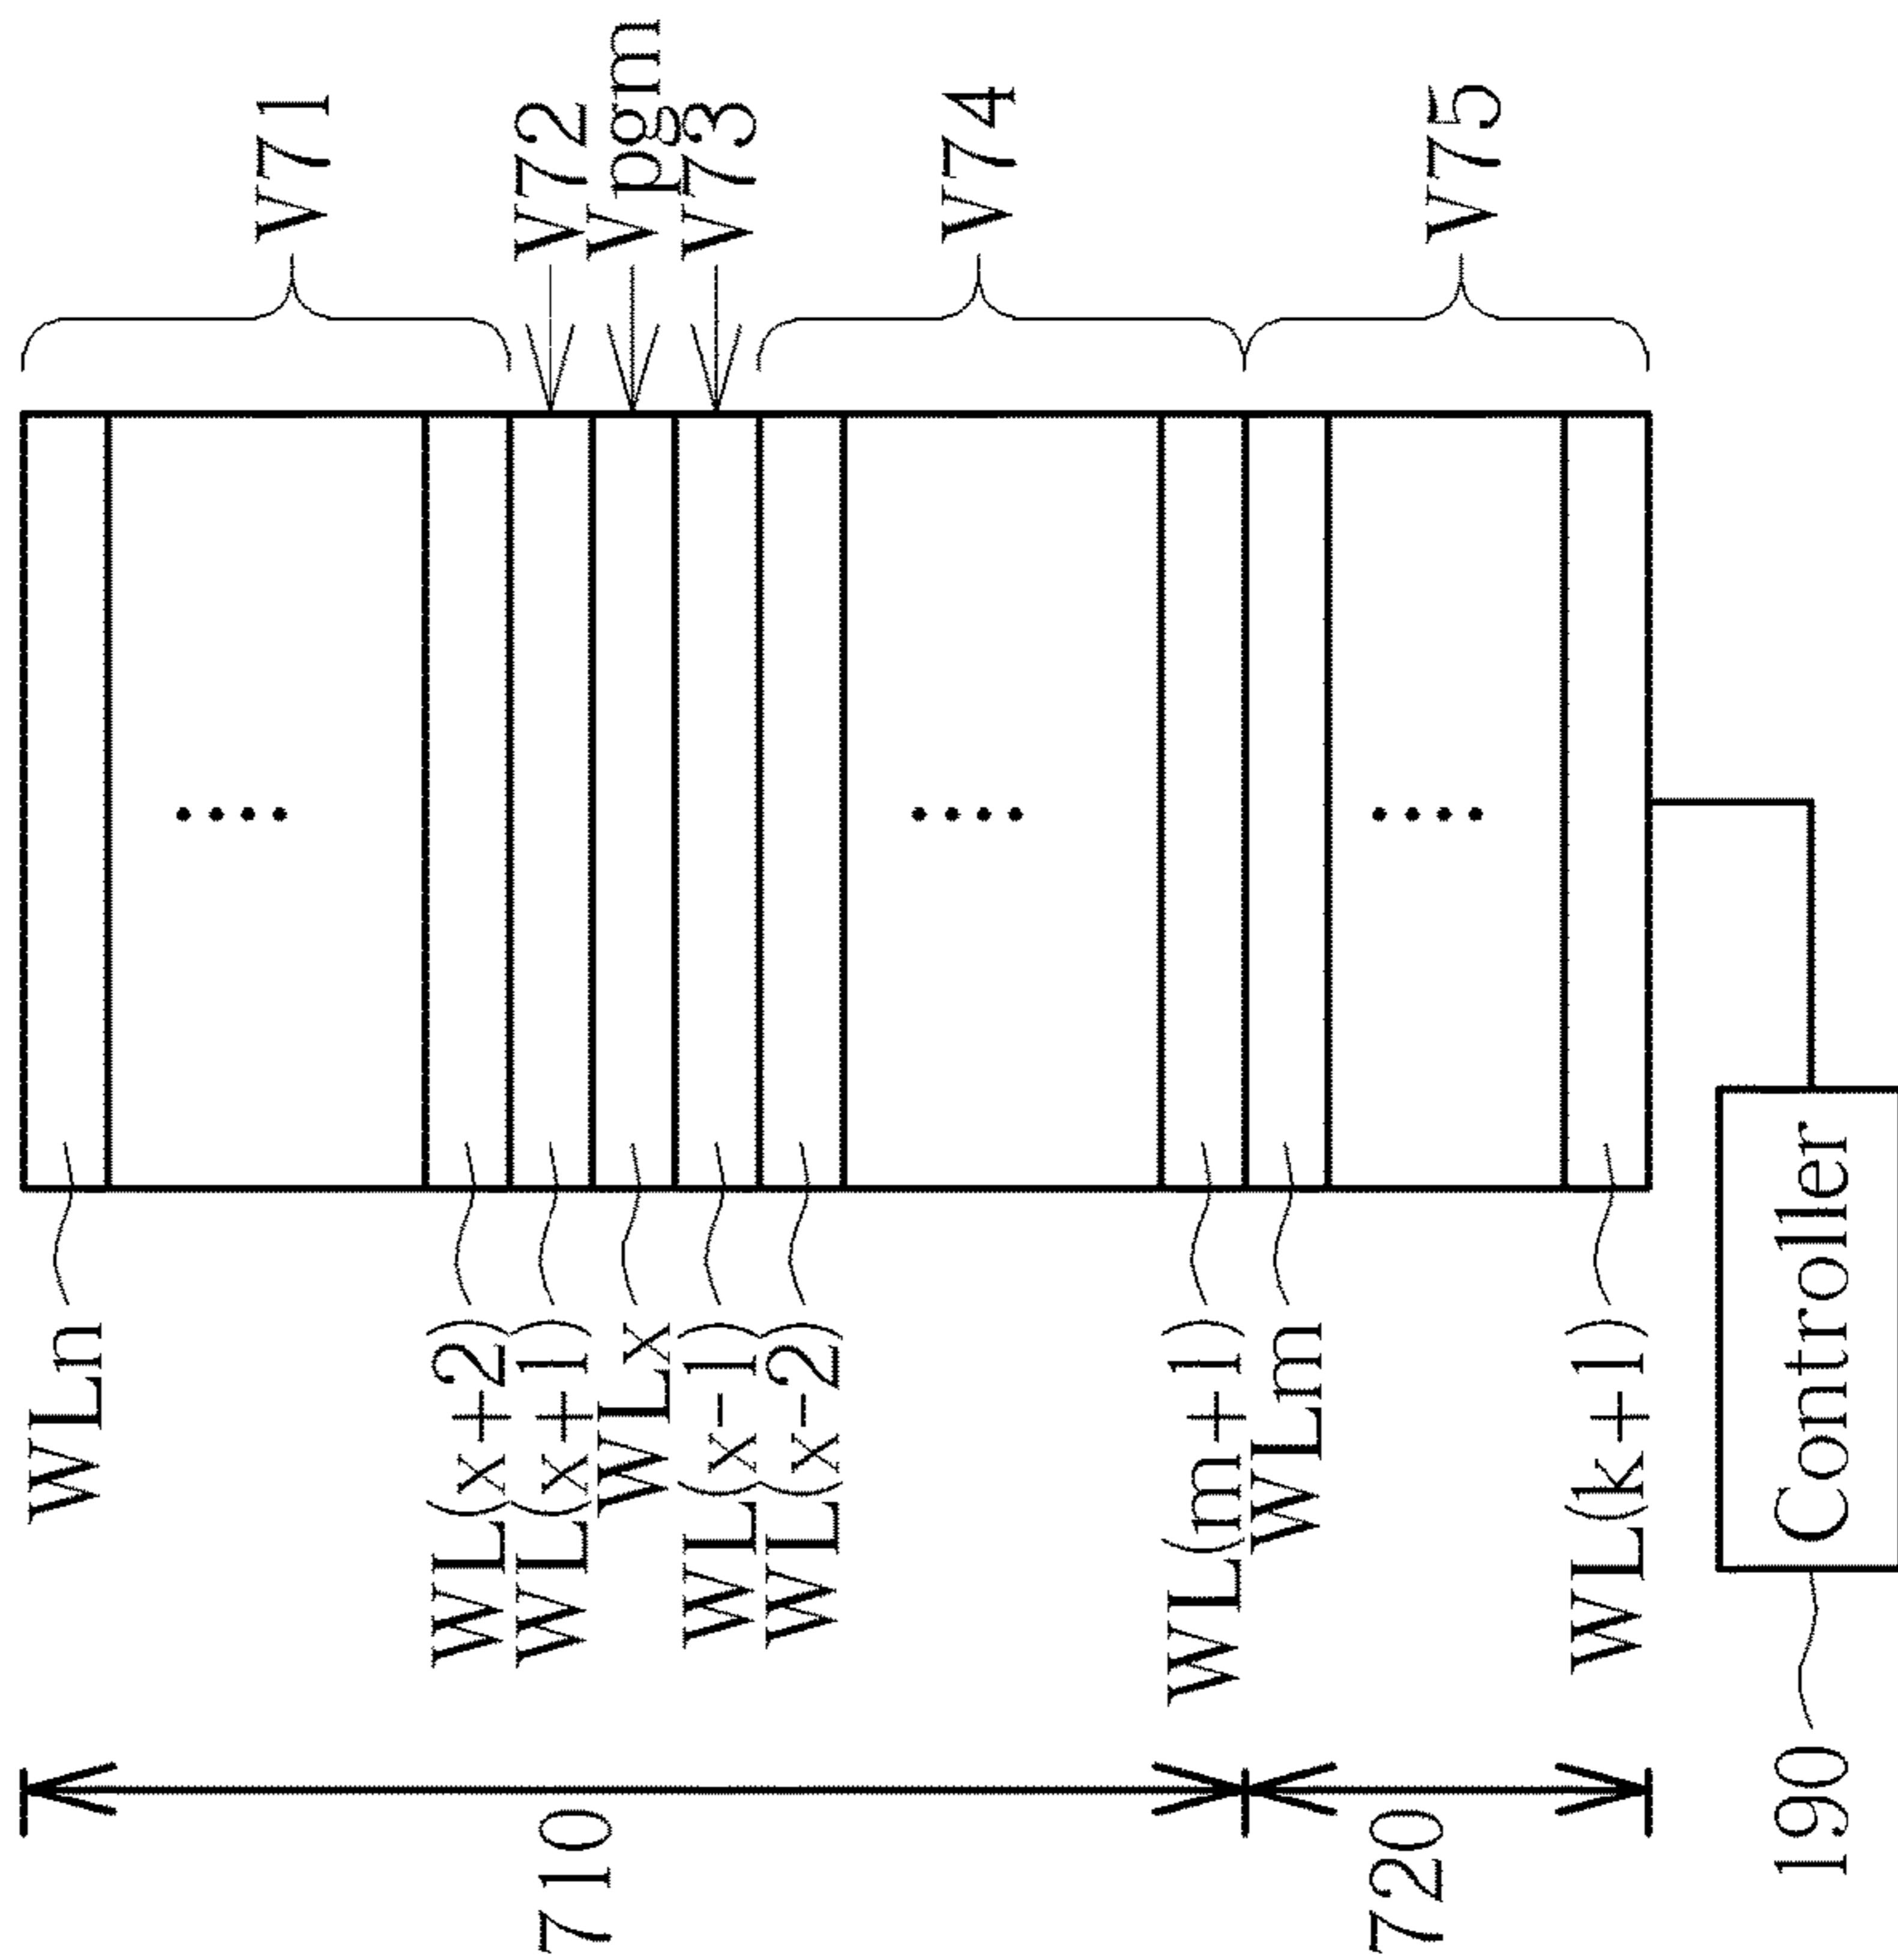 WLn
WL(x+2)
WL(x+1)
WLx
WL(x-1)
WL(x-2)
WL(m+1)
WLm
WL(k+1)
V71
V72
Vpgm
V73
V74
V75
710
720
190
Controller